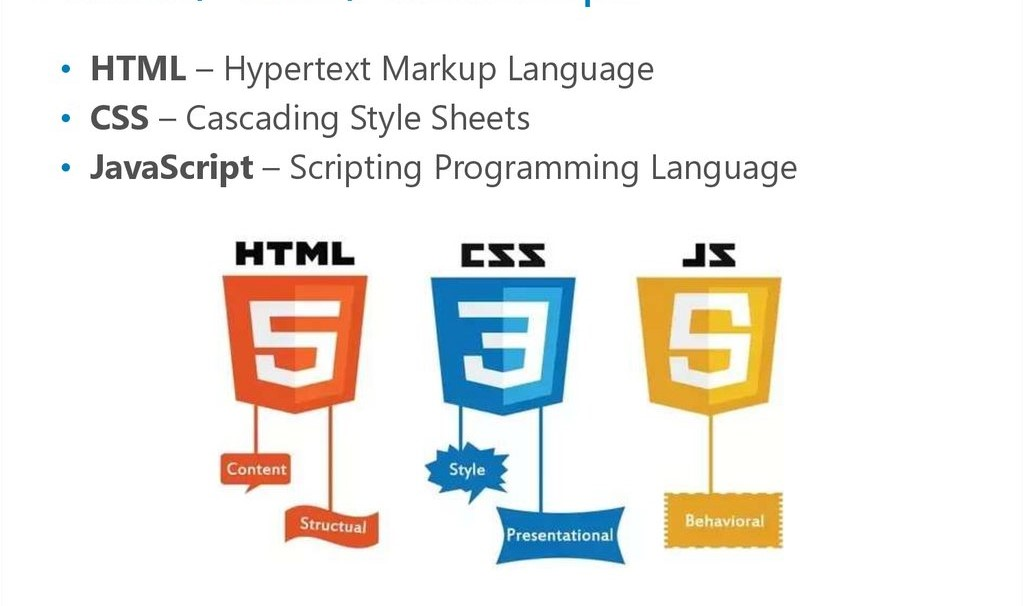 • HTML – Hypertext Markup Language
• CSS – Cascading Style Sheets
• JavaScript – Scripting Programming Language
HTML CSS JS
5 3 5
Content Style
Structual Presentational Behavioral